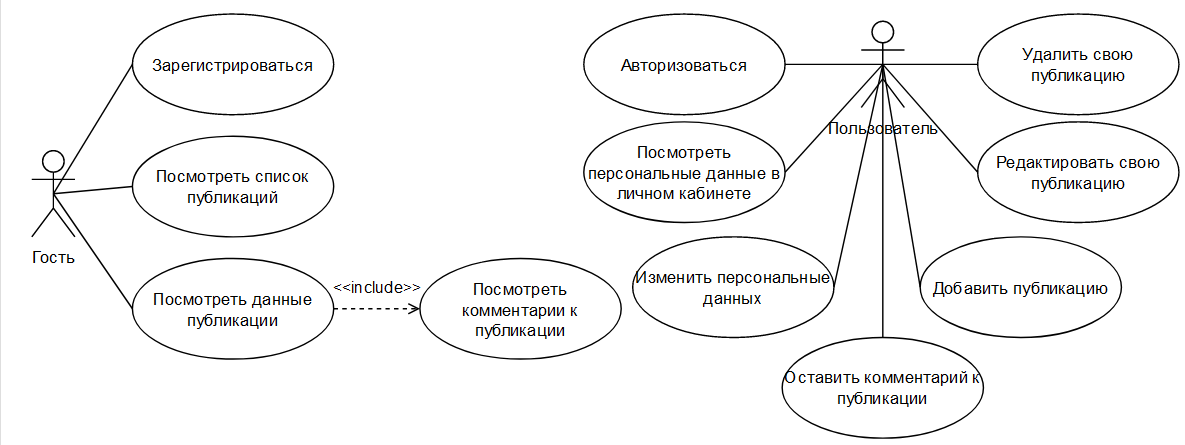 Зарегистрироваться
Посмотреть список
публикаций
Гость
Посмотреть данные
публикации
<<include>>
Посмотреть
комментарии к
публикации
Авторизоваться
Пользователь
Удалить свою
публикацию
Посмотреть
персональные данные в
личном кабинете
Редактировать свою
публикацию
Изменить персональные
данных
Добавить публикацию
Оставить комментарий к
публикации